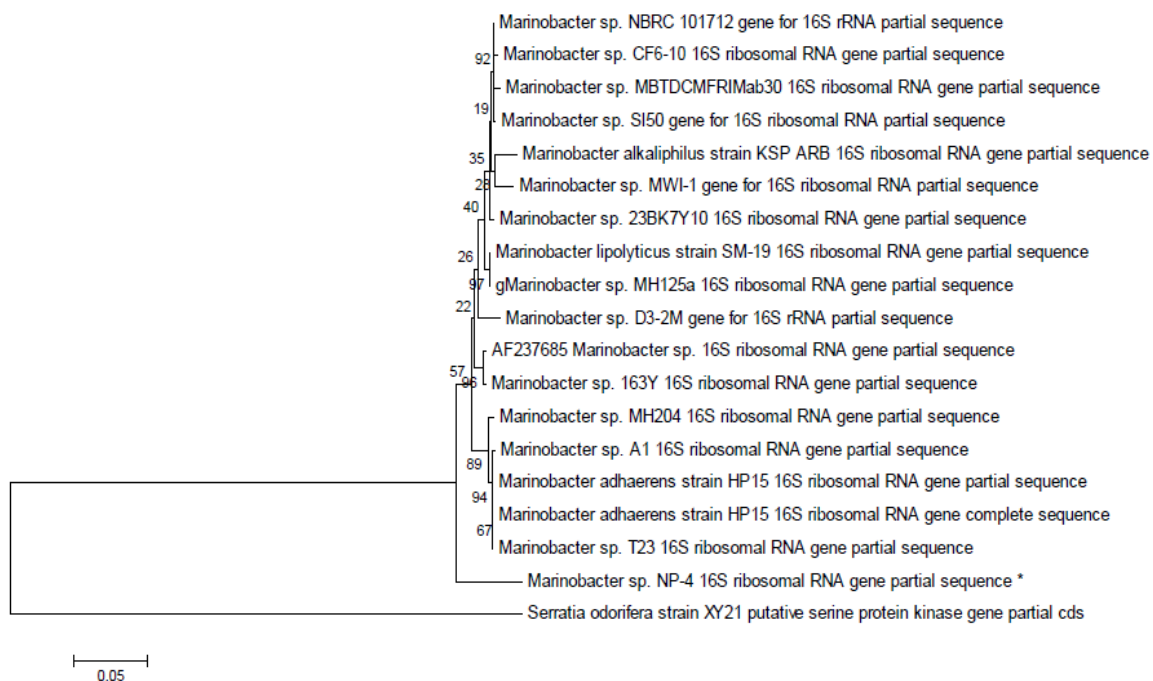 Marinobacter sp. NBRC 101712 gene for 16S rRNA partial sequence
92
Marinobacter sp. CF6-10 16S ribosomal RNA gene partial sequence
Marinobacter sp. MBTDCMFRIMab30 16S ribosomal RNA gene partial sequence
19
Marinobacter sp. SI50 gene for 16S ribosomal RNA partial sequence
35
Marinobacter alkaliphilus strain KSP ARB 16S ribosomal RNA gene partial sequence
28
Marinobacter sp. MWI-1 gene for 16S ribosomal RNA partial sequence
40
Marinobacter sp. 23BK7Y10 16S ribosomal RNA gene partial sequence
26
Marinobacter lipolyticus strain SM-19 16S ribosomal RNA gene partial sequence
97
gMarinobacter sp. MH125a 16S ribosomal RNA gene partial sequence
22
Marinobacter sp. D3-2M gene for 16S rRNA partial sequence
AF237685 Marinobacter sp. 16S ribosomal RNA gene partial sequence
57
96
Marinobacter sp. 163Y 16S ribosomal RNA gene partial sequence
Marinobacter sp. MH204 16S ribosomal RNA gene partial sequence
Marinobacter sp. A1 16S ribosomal RNA gene partial sequence
89
Marinobacter adhaerens strain HP15 16S ribosomal RNA gene partial sequence
94
Marinobacter adhaerens strain HP15 16S ribosomal RNA gene complete sequence
67
Marinobacter sp. T23 16S ribosomal RNA gene partial sequence
Marinobacter sp. NP-4 16S ribosomal RNA gene partial sequence *
Serratia odorifera strain XY21 putative serine protein kinase gene partial cds
0.05